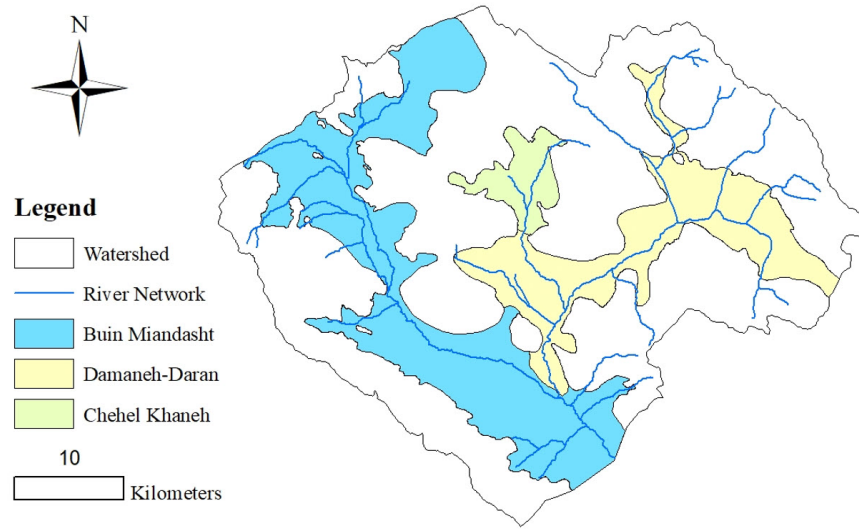 N
Legend
Watershed
River Network
Buin Miandasht
Damaneh-Daran
Chehel Khaneh
10
Kilometers